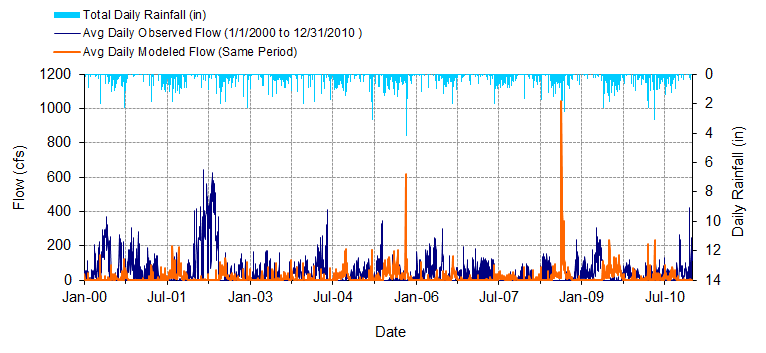 Total Daily Rainfall (in)
Avg Daily Observed Flow (1/1/2000 to 12/31/2010 )
Avg Daily Modeled Flow (Same Period)
1200
1000
800
600
400
200
0
Flow (cfs)
0
2
4
6
8
10
12
14
Daily Rainfall (in)
Jan-00 Jul-01 Jan-03 Jul-04 Jan-06 Jul-07 Jan-09 Jul-10
Date